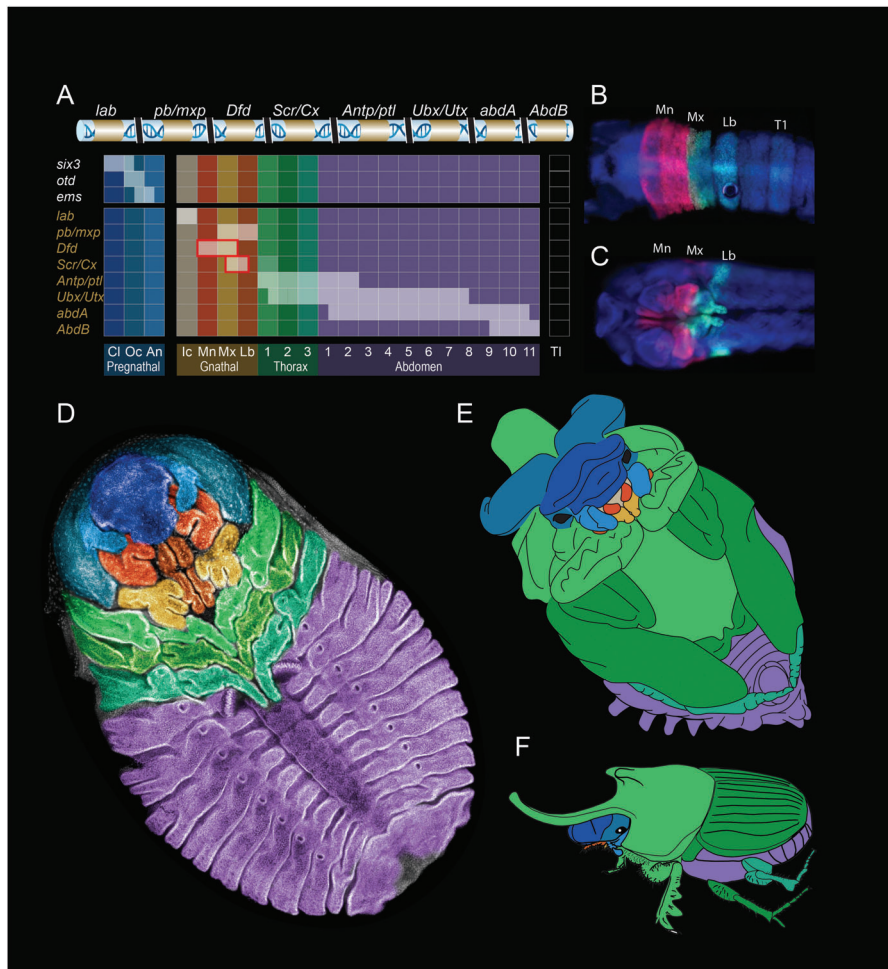 A
lab pb/mxp Dfd Scr/Cx Antp/ptl Ubx/Utx abdA AbdB
six3
otd
ems
lab
pb/mxp
Dfd
Scr/Cx
Antp/ptl
Ubx/Utx
abdA
AbdB
Cl Oc An Ic Mn Mx Lb 1 2 3 1 2 3 4 5 6 7 8 9 10 11 TI
Pregnathal Gnathal Thorax Abdomen
B
Mn Mx Lb T1
C
Mn Mx Lb
D
E
F